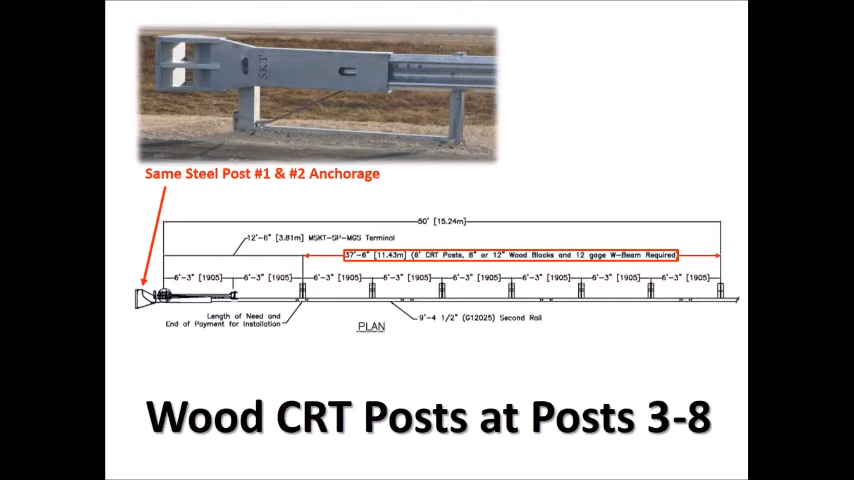 SKT
Same Steel Post #1 & #2 Anchorage
50' [15.24m]
12'-6" [3.81m] MSKT-SP-MGS Terminal
37'-6" [11.43m] (6' CRT Posts, 8" or 12" Wood Blocks and 12 gage W-Beam Required)
6'-3" [1905] 6'-3" [1905] 6'-3" [1905] 6'-3" [1905] 6'-3" [1905] 6'-3" [1905] 6'-3" [1905] 6'-3" [1905]
Length of Need and
End of Payment for Installation
9'-4 1/2" (G12025) Second Rail
PLAN
Wood CRT Posts at Posts 3-8